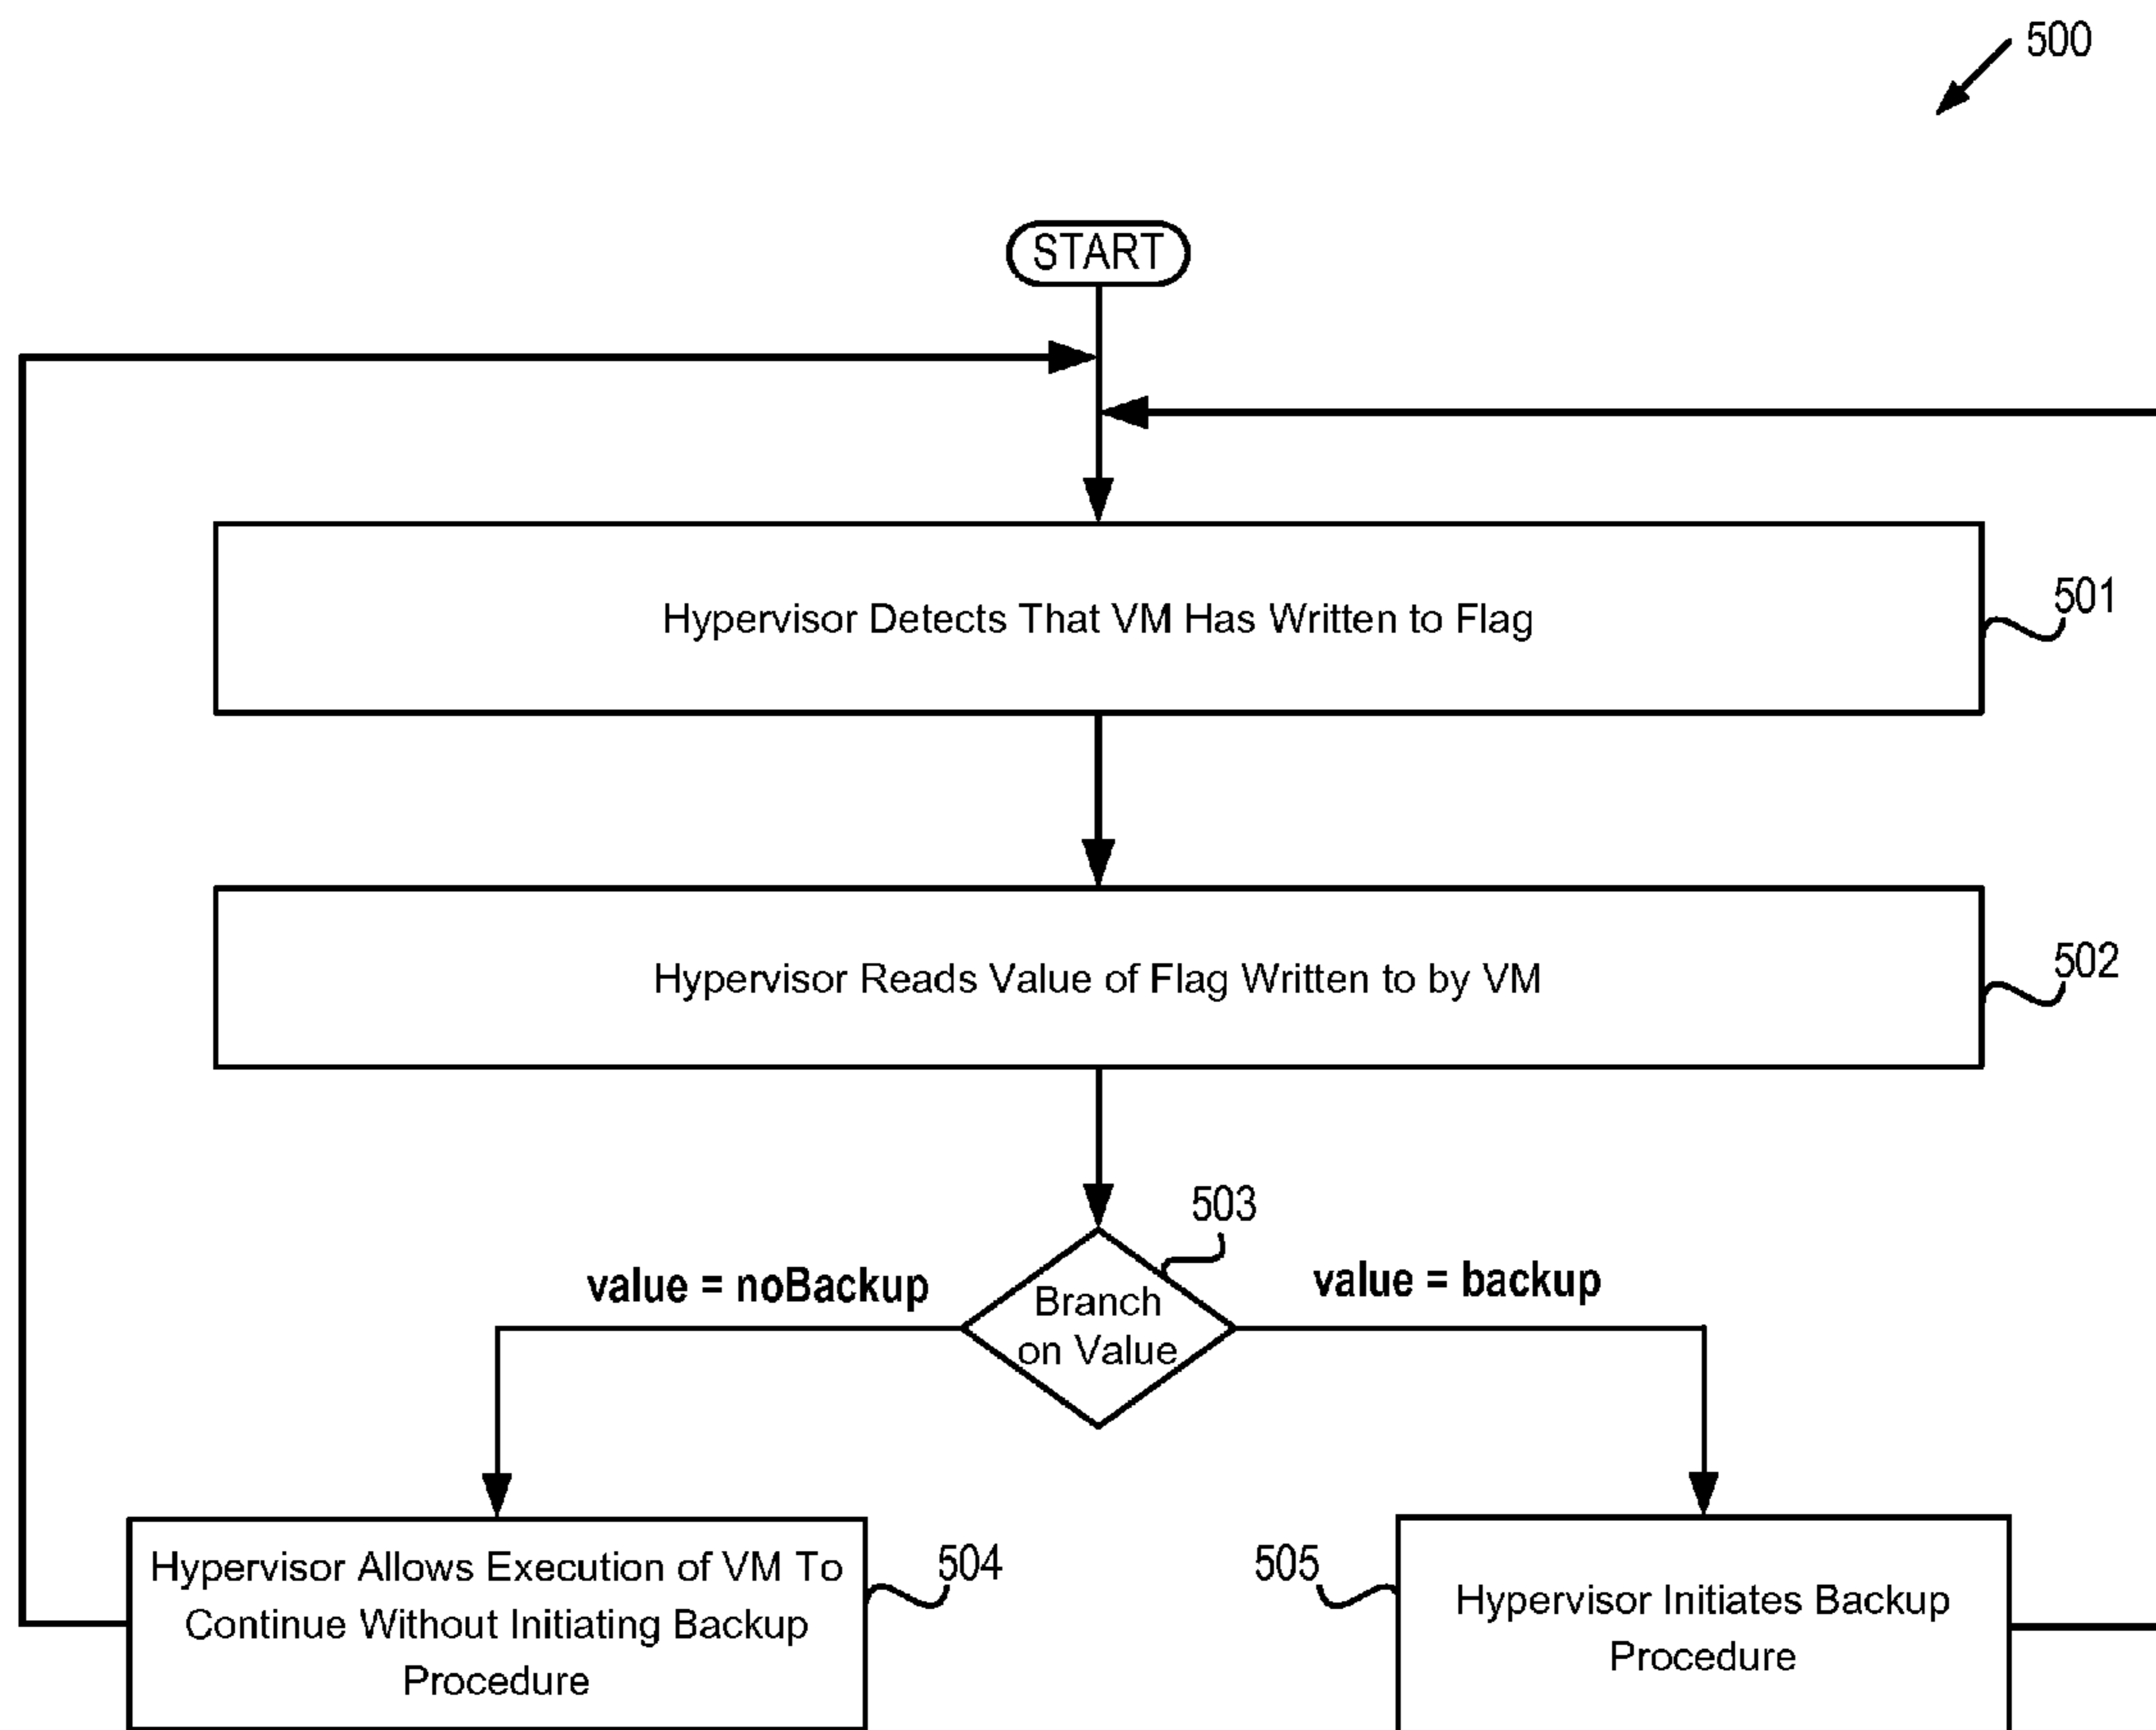 500
START
Hypervisor Detects That VM Has Written to Flag
501
Hypervisor Reads Value of Flag Written to by VM
502
503
value = noBackup
value = backup
Branch
on Value
Hypervisor Allows Execution of VM To
Continue Without Initiating Backup
Procedure
504
505
Hypervisor Initiates Backup
Procedure